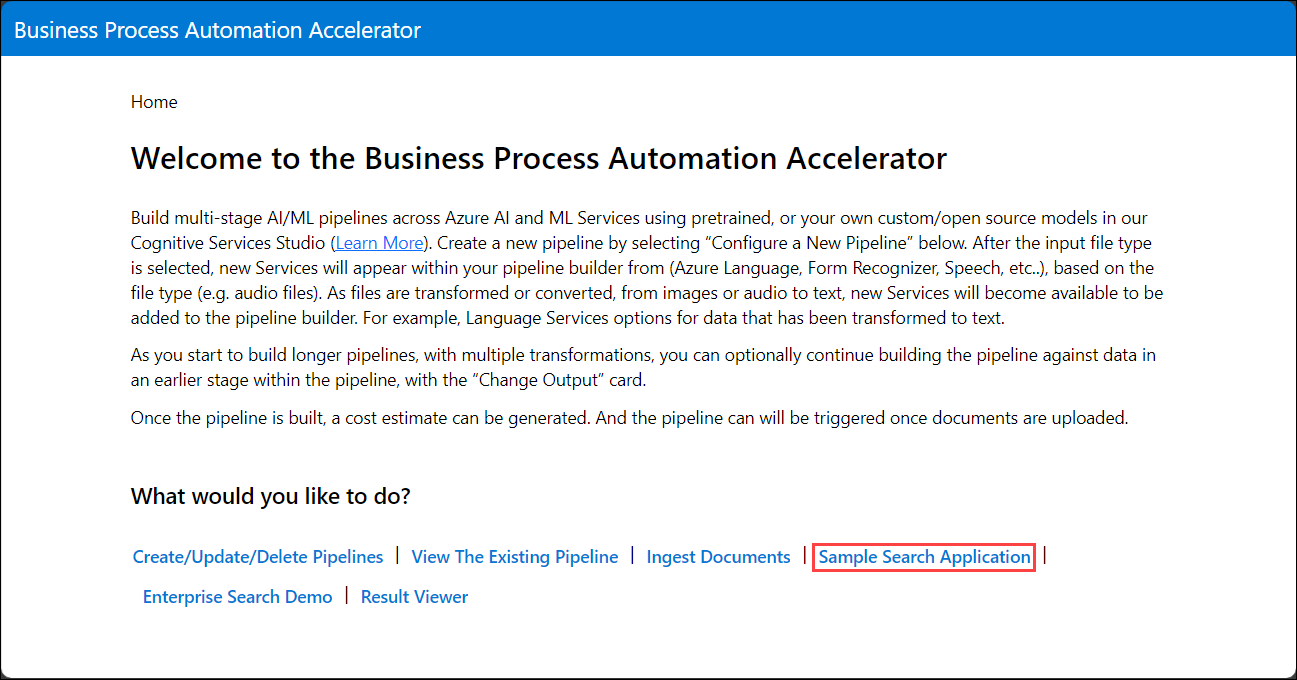 Business Process Automation Accelerator
Home
Welcome to the Business Process Automation Accelerator
Build multi-stage AI/ML pipelines across Azure AI and ML Services using pretrained, or your own custom/open source models in our
Cognitive Services Studio (Learn More). Create a new pipeline by selecting “Configure a New Pipeline” below. After the input file type
is selected, new Services will appear within your pipeline builder from (Azure Language, Form Recognizer, Speech, etc..), based on the
file type (e.g. audio files). As files are transformed or converted, from images or audio to text, new Services will become available to be
added to the pipeline builder. For example, Language Services options for data that has been transformed to text.
As you start to build longer pipelines, with multiple transformations, you can optionally continue building the pipeline against data in
an earlier stage within the pipeline, with the “Change Output” card.
Once the pipeline is built, a cost estimate can be generated. And the pipeline can will be triggered once documents are uploaded.
What would you like to do?
Create/Update/Delete Pipelines | View The Existing Pipeline | Ingest Documents | Sample Search Application |
Enterprise Search Demo | Result Viewer